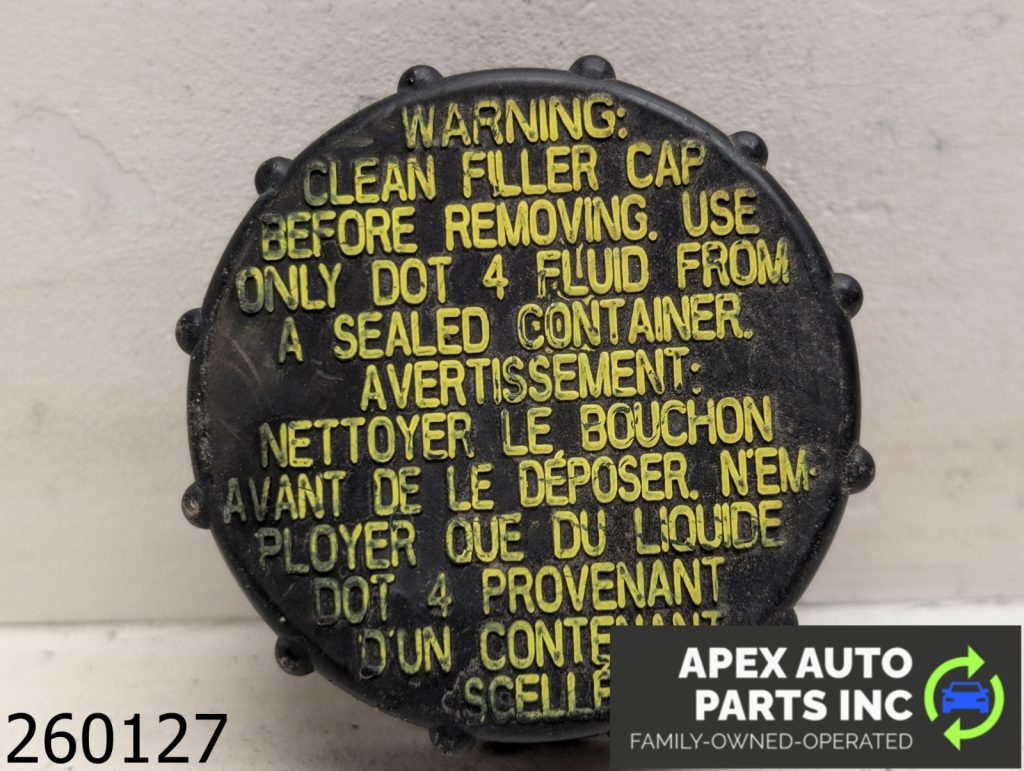 WARNING:
CLEAN FILLER CAP
BEFORE REMOVING. USE
ONLY DOT 4 FLUID FROM
A SEALED CONTAINER.
AVERTISSEMENT:
NETTOYER LE BOUCHON
AVANT DE LE DÉPOSER. N'EM-
PLOYER QUE DU LIQUIDE
DOT 4 PROVENANT
D'UN CONTENANT
SCELLÉ
260127
APEX AUTO
PARTS INC
FAMILY-OWNED-OPERATED